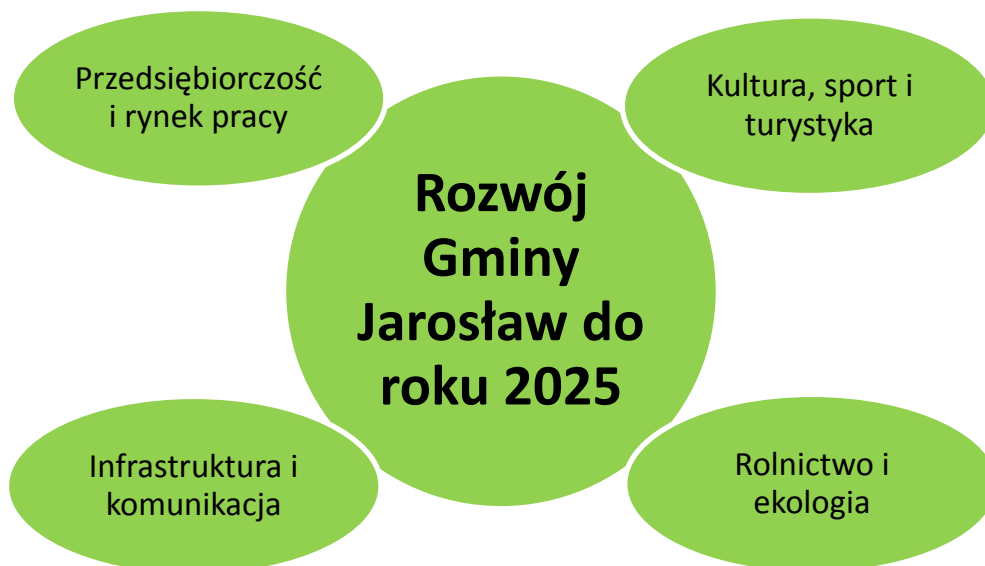 Przedsiębiorczość
i rynek pracy
Kultura, sport i
turystyka
Rozwój
Gminy
Jarosław do
roku 2025
Infrastruktura i
komunikacja
Rolnictwo i
ekologia